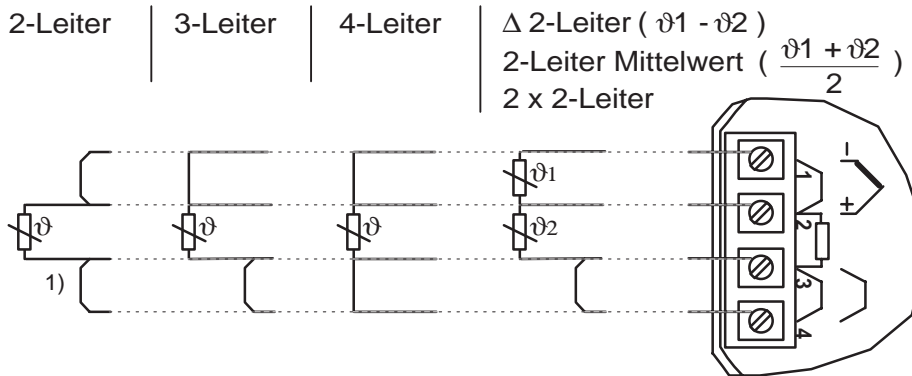 2-Leiter
3-Leiter
4-Leiter
Δ 2-Leiter ( ϑ1 - ϑ2 )
2-Leiter Mittelwert ( ϑ1 + ϑ2 / 2 )
2 x 2-Leiter
ϑ
ϑ
ϑ
ϑ1
ϑ2
1)
1
2
3
4
-
+